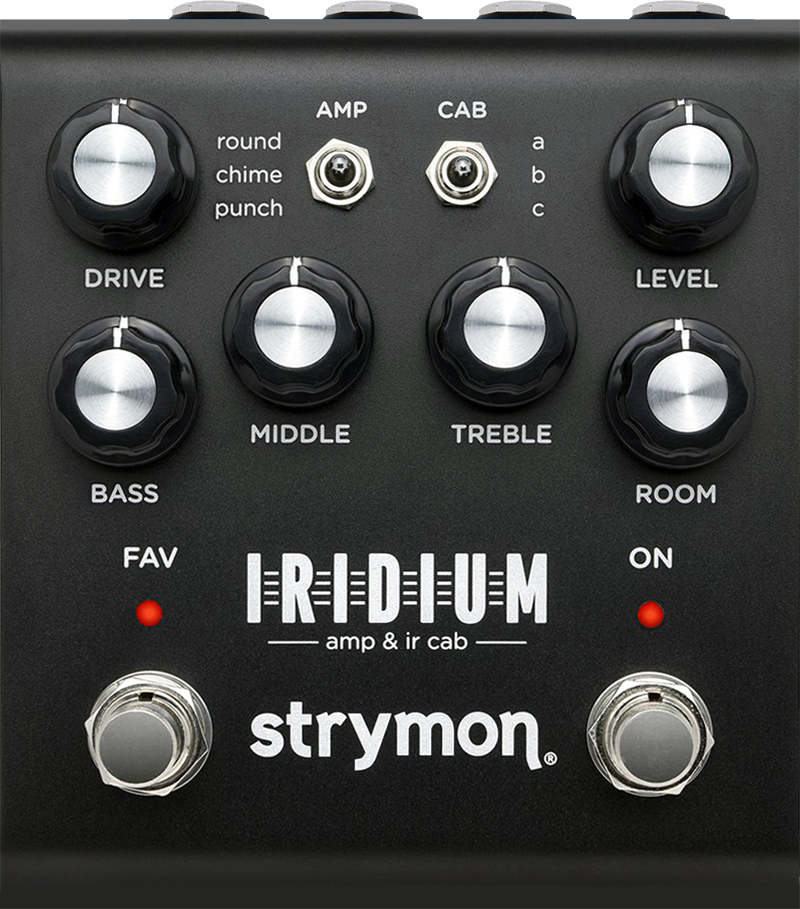 AMP CAB
round a
chime b
punch c
DRIVE LEVEL
MIDDLE TREBLE
BASS ROOM
FAV ON
IRIDIUM
amp & ir cab
strymon®